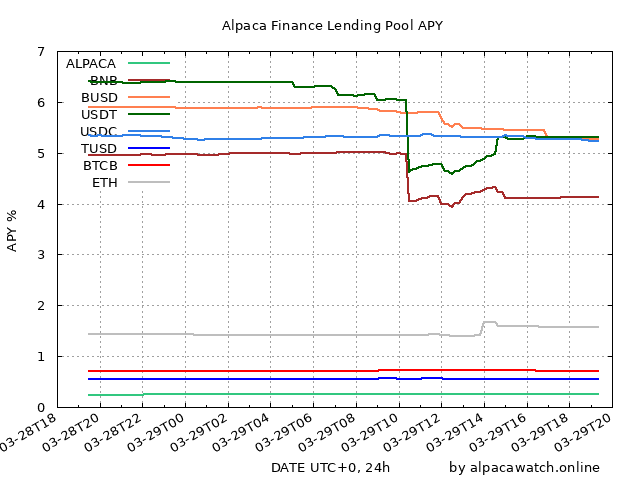 Alpaca Finance Lending Pool APY
7
6
5
4
3
2
1
0
APY %
ALPACA
BNB
BUSD
USDT
USDC
TUSD
BTCB
ETH
03-28T18
03-28T20
03-28T22
03-29T00
03-29T02
03-29T04
03-29T06
03-29T08
03-29T10
03-29T12
03-29T14
03-29T16
03-29T18
03-29T20
DATE UTC+0, 24h
by alpacawatch.online